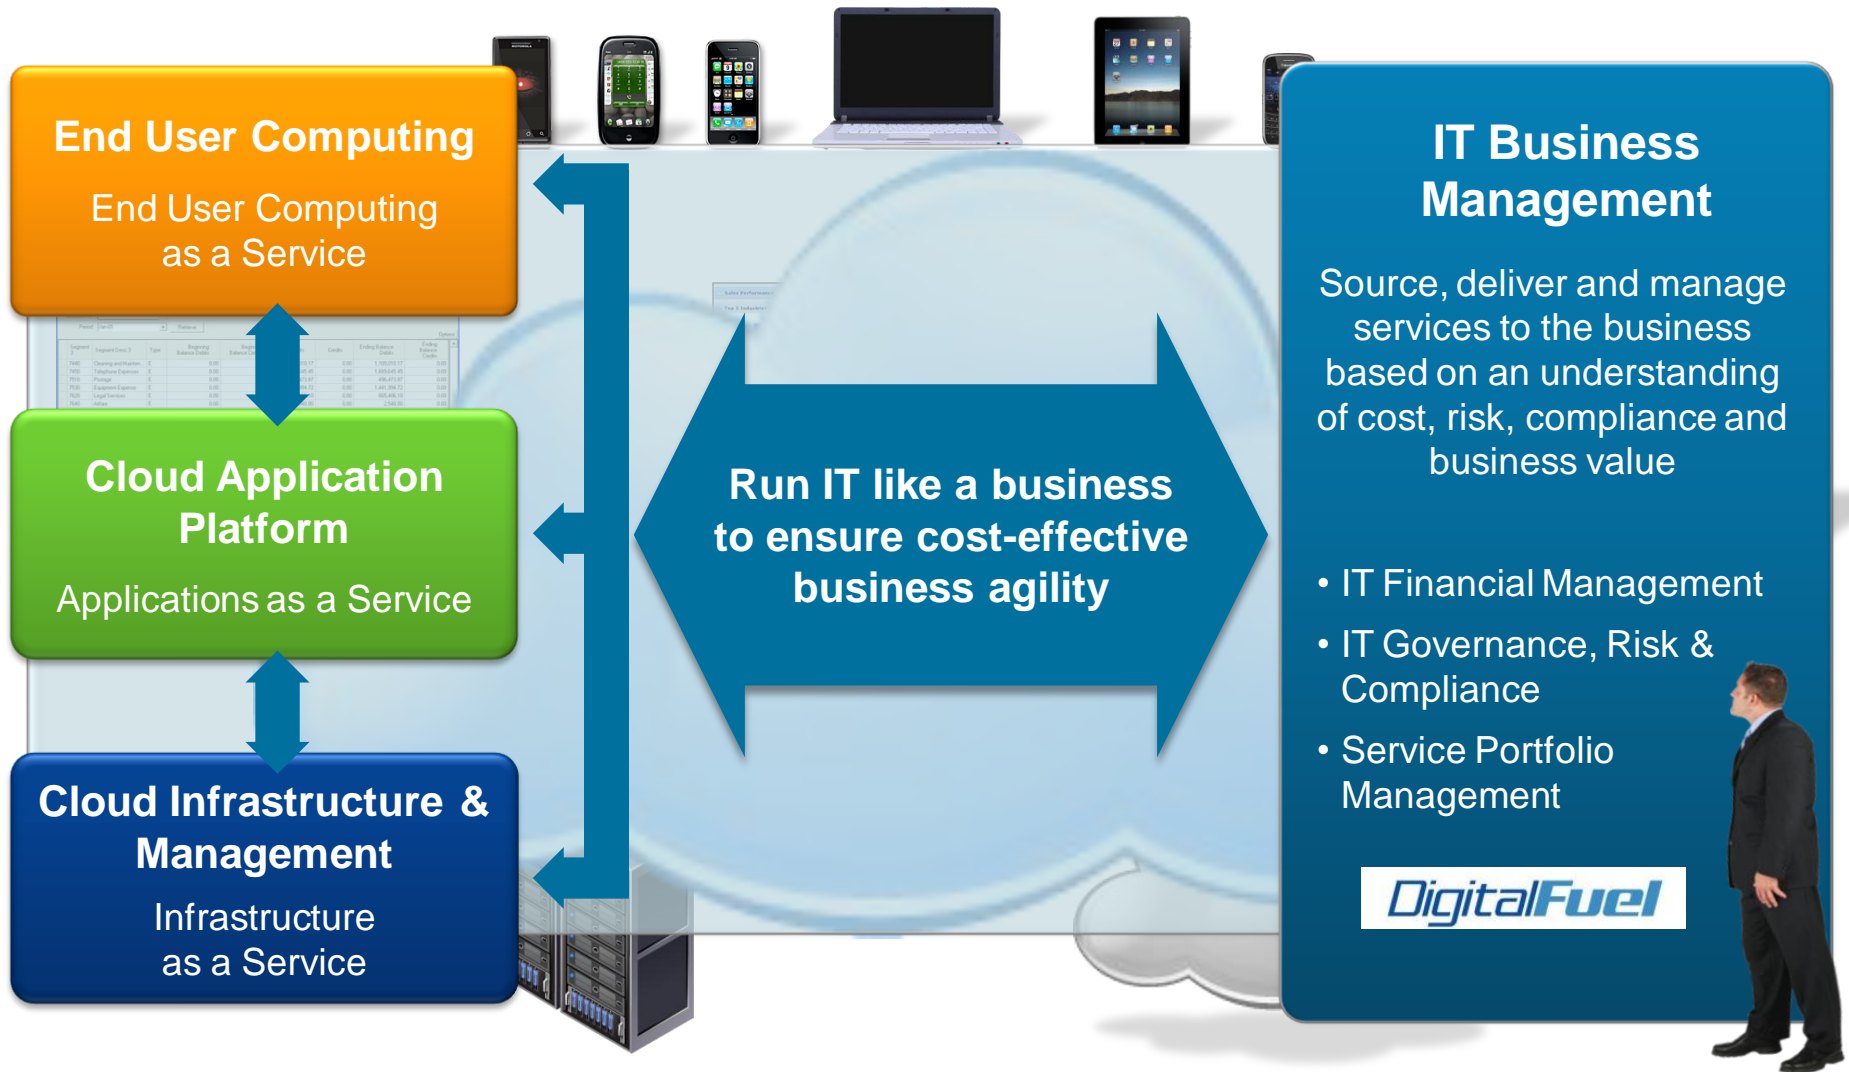 End User Computing
End User Computing
as a Service
Cloud Application
Platform
Applications as a Service
Cloud Infrastructure &
Management
Infrastructure
as a Service
Run IT like a business
to ensure cost-effective
business agility
IT Business
Management
Source, deliver and manage
services to the business
based on an understanding
of cost, risk, compliance and
business value
• IT Financial Management
• IT Governance, Risk &
Compliance
• Service Portfolio
Management
DigitalFuel